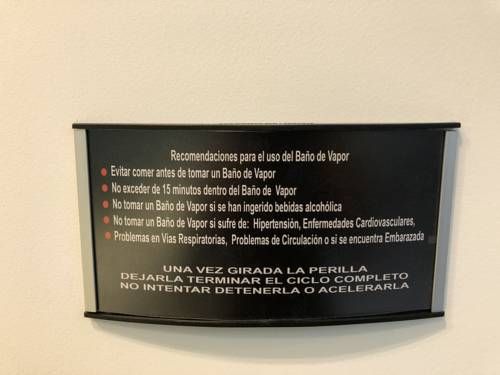 Recomendaciones para el uso del Baño de Vapor
Evitar comer antes de tomar un Baño de Vapor
No exceder de 15 minutos dentro del Baño de Vapor
No tomar un Baño de Vapor si se han ingerido bebidas alcohólica
No tomar un Baño de Vapor si sufre de: Hipertensión, Enfermedades Cardiovasculares,
Problemas en Vias Respiratorias, Problemas de Circulación o si se encuentra Embarazada
UNA VEZ GIRADA LA PERILLA
DEJARLA TERMINAR EL CICLO COMPLETO
NO INTENTAR DETENERLA O ACELERARLA